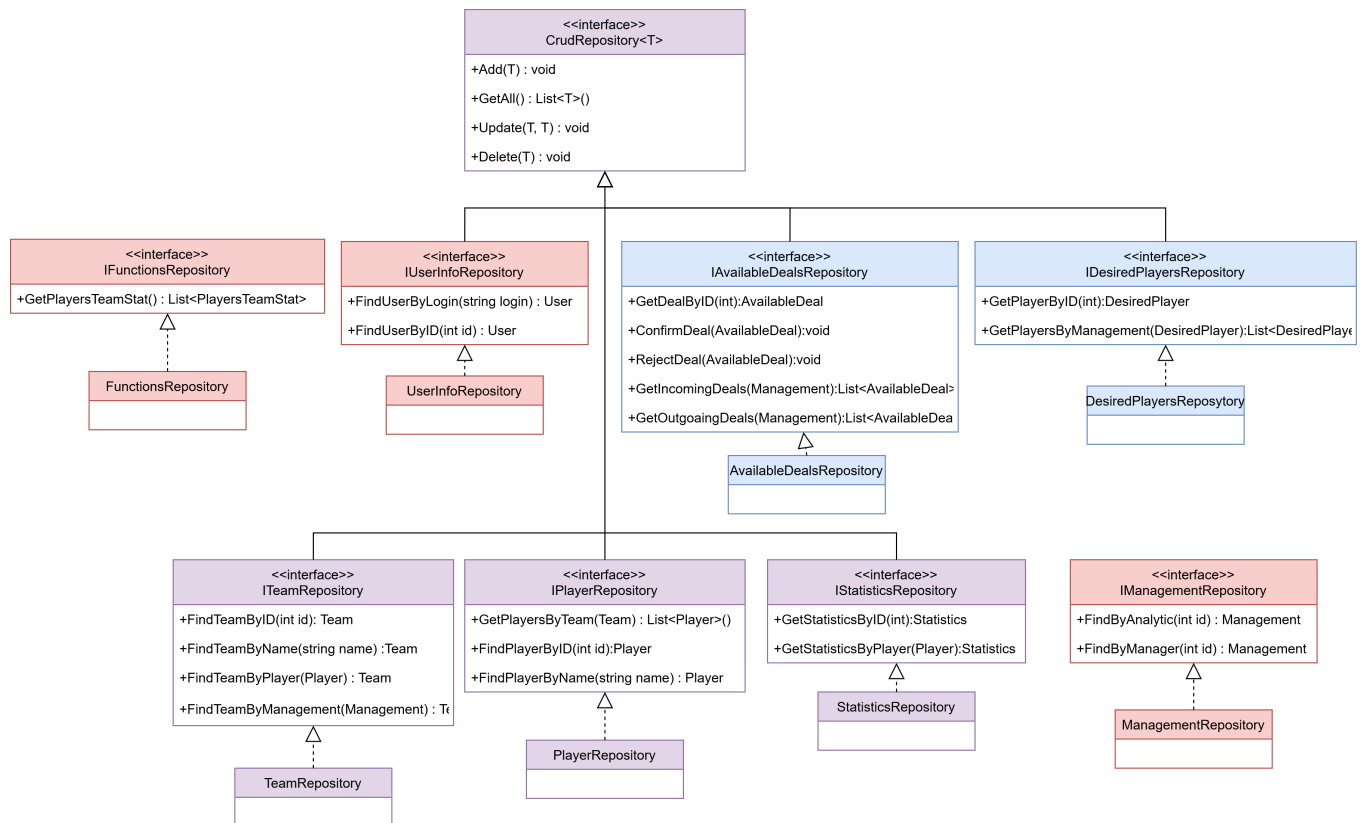 <<interface>>
CrudRepository<T>
+Add(T) : void
+GetAll() : List<T>()
+Update(T, T) : void
+Delete(T) : void
<<interface>>
IFunctionsRepository
+GetPlayersTeamStat() : List<PlayersTeamStat>
FunctionsRepository
<<interface>>
IUserInfoRepository
+FindUserByLogin(string login) : User
+FindUserByID(int id) : User
UserInfoRepository
<<interface>>
IAvailableDealsRepository
+GetDealByID(int):AvailableDeal
+ConfirmDeal(AvailableDeal):void
+RejectDeal(AvailableDeal):void
+GetIncomingDeals(Management):List<AvailableDeal>
+GetOutgoaingDeals(Management):List<AvailableDea
AvailableDealsRepository
<<interface>>
IDesiredPlayersRepository
+GetPlayerByID(int):DesiredPlayer
+GetPlayersByManagement(DesiredPlayer):List<DesiredPlaye
DesiredPlayersReposytory
<<interface>>
ITeamRepository
+FindTeamByID(int id): Team
+FindTeamByName(string name) :Team
+FindTeamByPlayer(Player) : Team
+FindTeamByManagement(Management) : Te
TeamRepository
<<interface>>
IPlayerRepository
+GetPlayersByTeam(Team) : List<Player>()
+FindPlayerByID(int id):Player
+FindPlayerByName(string name) : Player
PlayerRepository
<<interface>>
IStatisticsRepository
+GetStatisticsByID(int):Statistics
+GetStatisticsByPlayer(Player):Statistics
StatisticsRepository
<<interface>>
IManagementRepository
+FindByAnalytic(int id) : Management
+FindByManager(int id) : Management
ManagementRepository